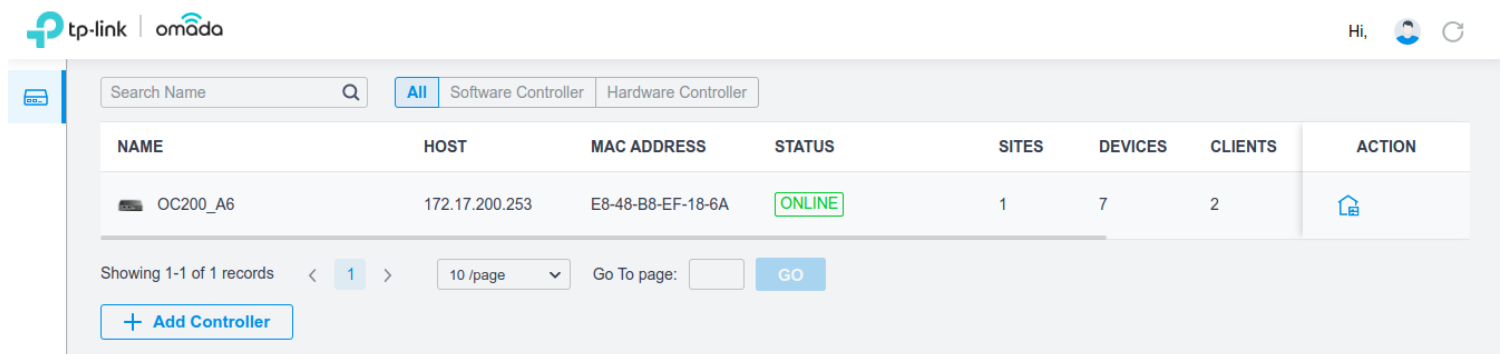 tp-link omada Hi,
Search Name All Software Controller Hardware Controller
NAME HOST MAC ADDRESS STATUS SITES DEVICES CLIENTS ACTION
OC200_A6 172.17.200.253 E8-48-B8-EF-18-6A ONLINE 1 7 2
Showing 1-1 of 1 records < 1 > 10 /page Go To page: GO
+ Add Controller